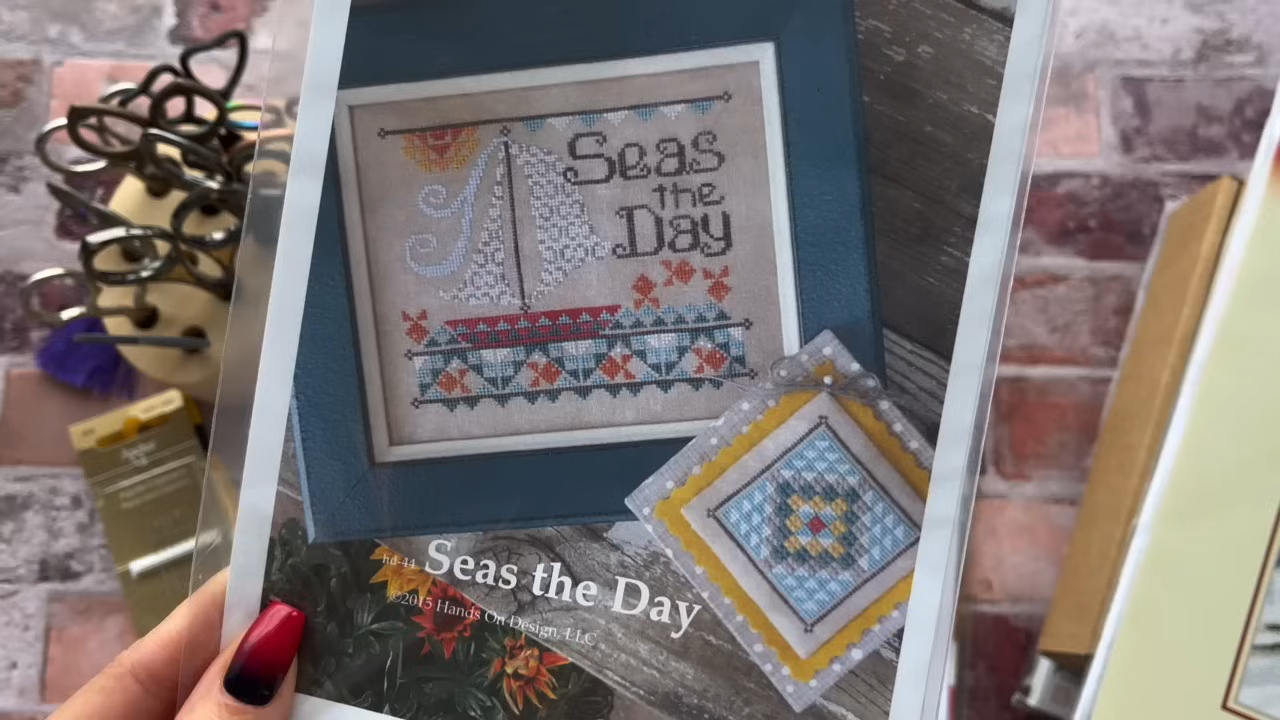 Seas
the
Day
hd-44 Seas the Day
©2015 Hands On Design, LLC